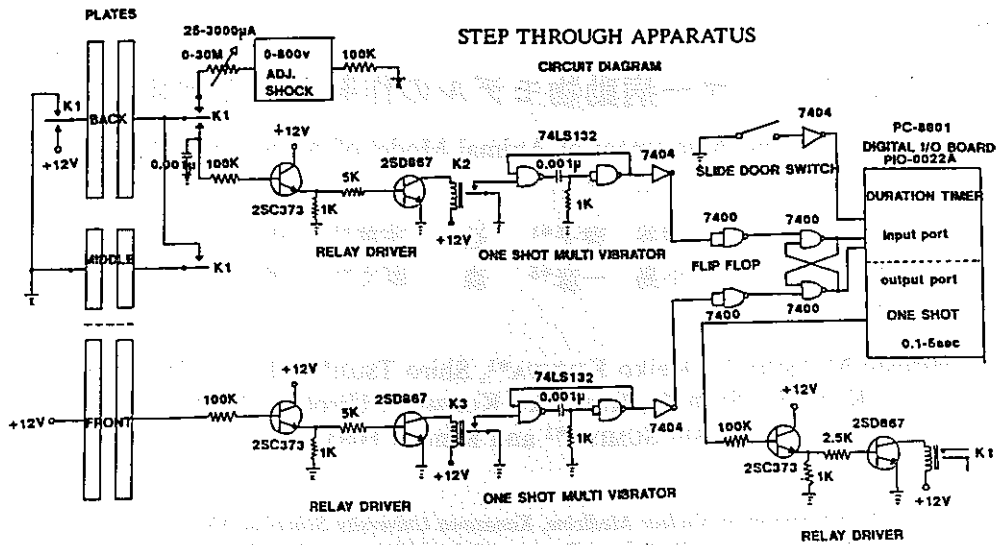 PLATES
STEP THROUGH APPARATUS
CIRCUIT DIAGRAM
25-3000μA
0-30M
0-800v
ADJ.
SHOCK
100K
K1
BACK
K1
+12V
0.001μ
100K
+12V
2SC373
5K
1K
2SD867
K2
+12V
74LS132
0.001μ
1K
7404
RELAY DRIVER
ONE SHOT MULTI VIBRATOR
7404
SLIDE DOOR SWITCH
PC-8801
DIGITAL I/O BOARD
PIO-0022A
DURATION TIMER
Input port
output port
ONE SHOT
0.1-5sec
7400
7400
FLIP FLOP
7400
7400
MIDDLE
K1
+12V
FRONT
100K
+12V
2SC373
5K
1K
2SD867
K3
+12V
74LS132
0.001μ
1K
7404
RELAY DRIVER
ONE SHOT MULTI VIBRATOR
100K
+12V
2SC373
2.5K
1K
2SD867
K1
+12V
RELAY DRIVER